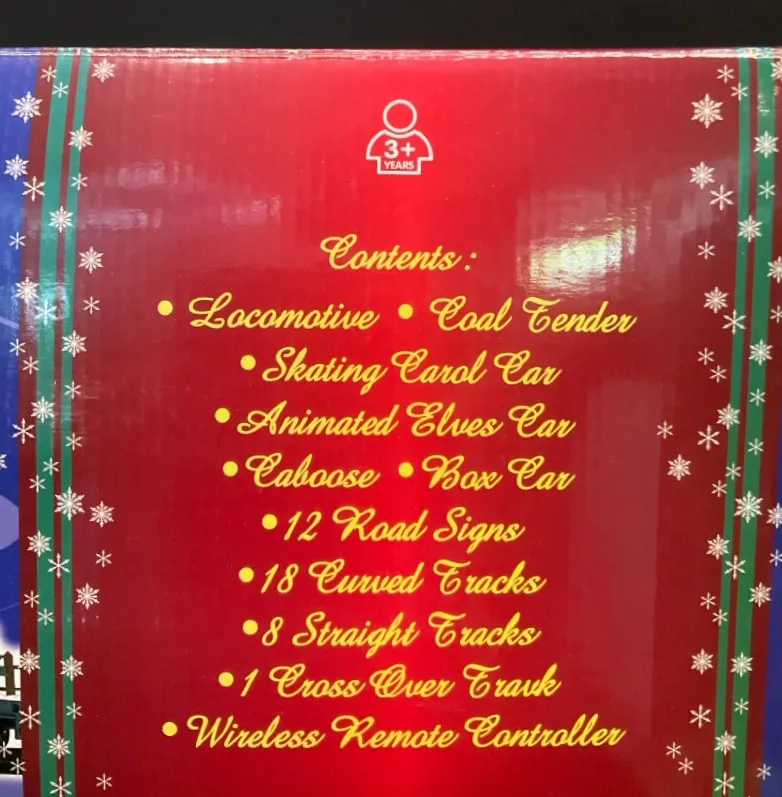 3+
YEARS
Contents :
• Locomotive • Coal Tender
• Skating Carol Car
• Animated Elves Car
• Caboose • Box Car
• 12 Road Signs
• 18 Curved Tracks
• 8 Straight Tracks
• 1 Cross Over Travk
• Wireless Remote Controller